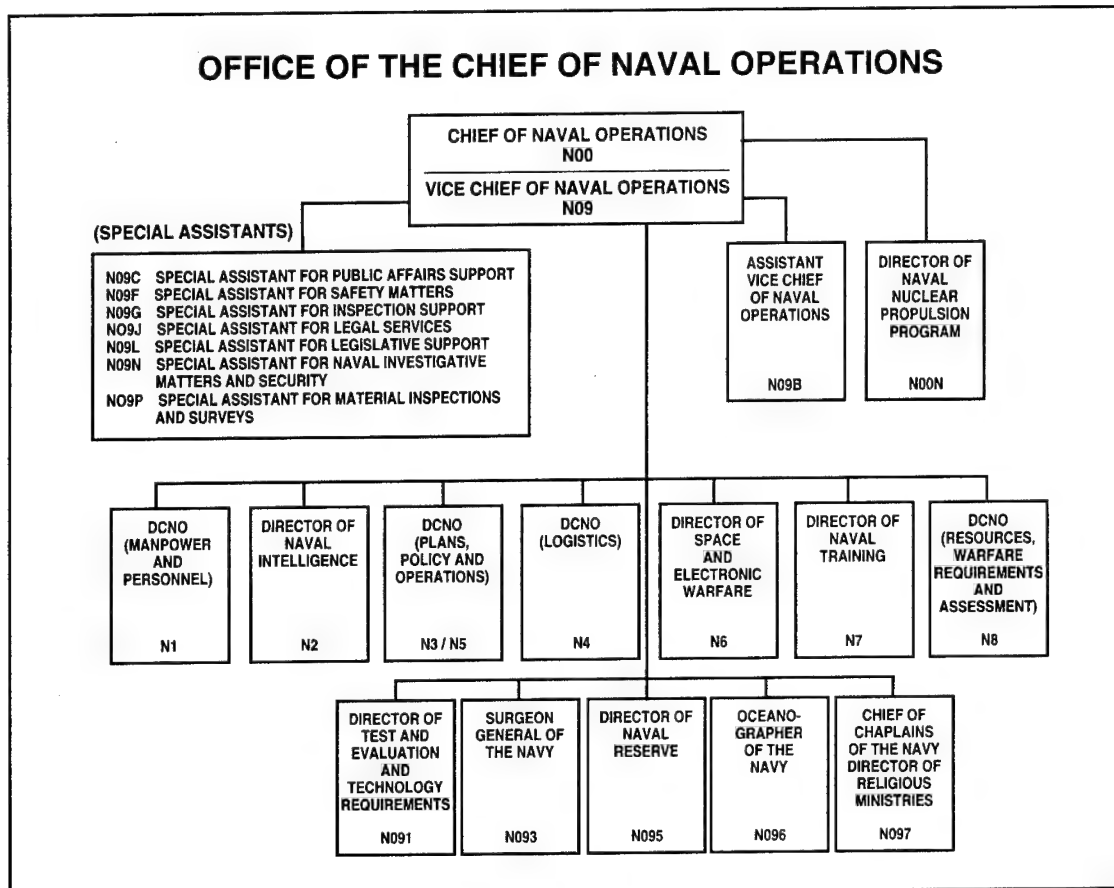 OFFICE OF THE CHIEF OF NAVAL OPERATIONS
CHIEF OF NAVAL OPERATIONS
N00
VICE CHIEF OF NAVAL OPERATIONS
N09
(SPECIAL ASSISTANTS)
N09C SPECIAL ASSISTANT FOR PUBLIC AFFAIRS SUPPORT
N09F SPECIAL ASSISTANT FOR SAFETY MATTERS
N09G SPECIAL ASSISTANT FOR INSPECTION SUPPORT
NO9J SPECIAL ASSISTANT FOR LEGAL SERVICES
N09L SPECIAL ASSISTANT FOR LEGISLATIVE SUPPORT
N09N SPECIAL ASSISTANT FOR NAVAL INVESTIGATIVE
MATTERS AND SECURITY
NO9P SPECIAL ASSISTANT FOR MATERIAL INSPECTIONS
AND SURVEYS
ASSISTANT
VICE CHIEF
OF NAVAL
OPERATIONS
N09B
DIRECTOR OF
NAVAL
NUCLEAR
PROPULSION
PROGRAM
N00N
DCNO
(MANPOWER
AND
PERSONNEL)
N1
DIRECTOR OF
NAVAL
INTELLIGENCE
N2
DCNO
(PLANS,
POLICY AND
OPERATIONS)
N3 / N5
DCNO
(LOGISTICS)
N4
DIRECTOR OF
SPACE
AND
ELECTRONIC
WARFARE
N6
DIRECTOR OF
NAVAL
TRAINING
N7
DCNO
(RESOURCES,
WARFARE
REQUIREMENTS
AND
ASSESSMENT)
N8
DIRECTOR OF
TEST AND
EVALUATION
AND
TECHNOLOGY
REQUIREMENTS
N091
SURGEON
GENERAL OF
THE NAVY
N093
DIRECTOR OF
NAVAL
RESERVE
N095
OCEANO-
GRAPHER
OF THE
NAVY
N096
CHIEF OF
CHAPLAINS
OF THE NAVY
DIRECTOR OF
RELIGIOUS
MINISTRIES
N097